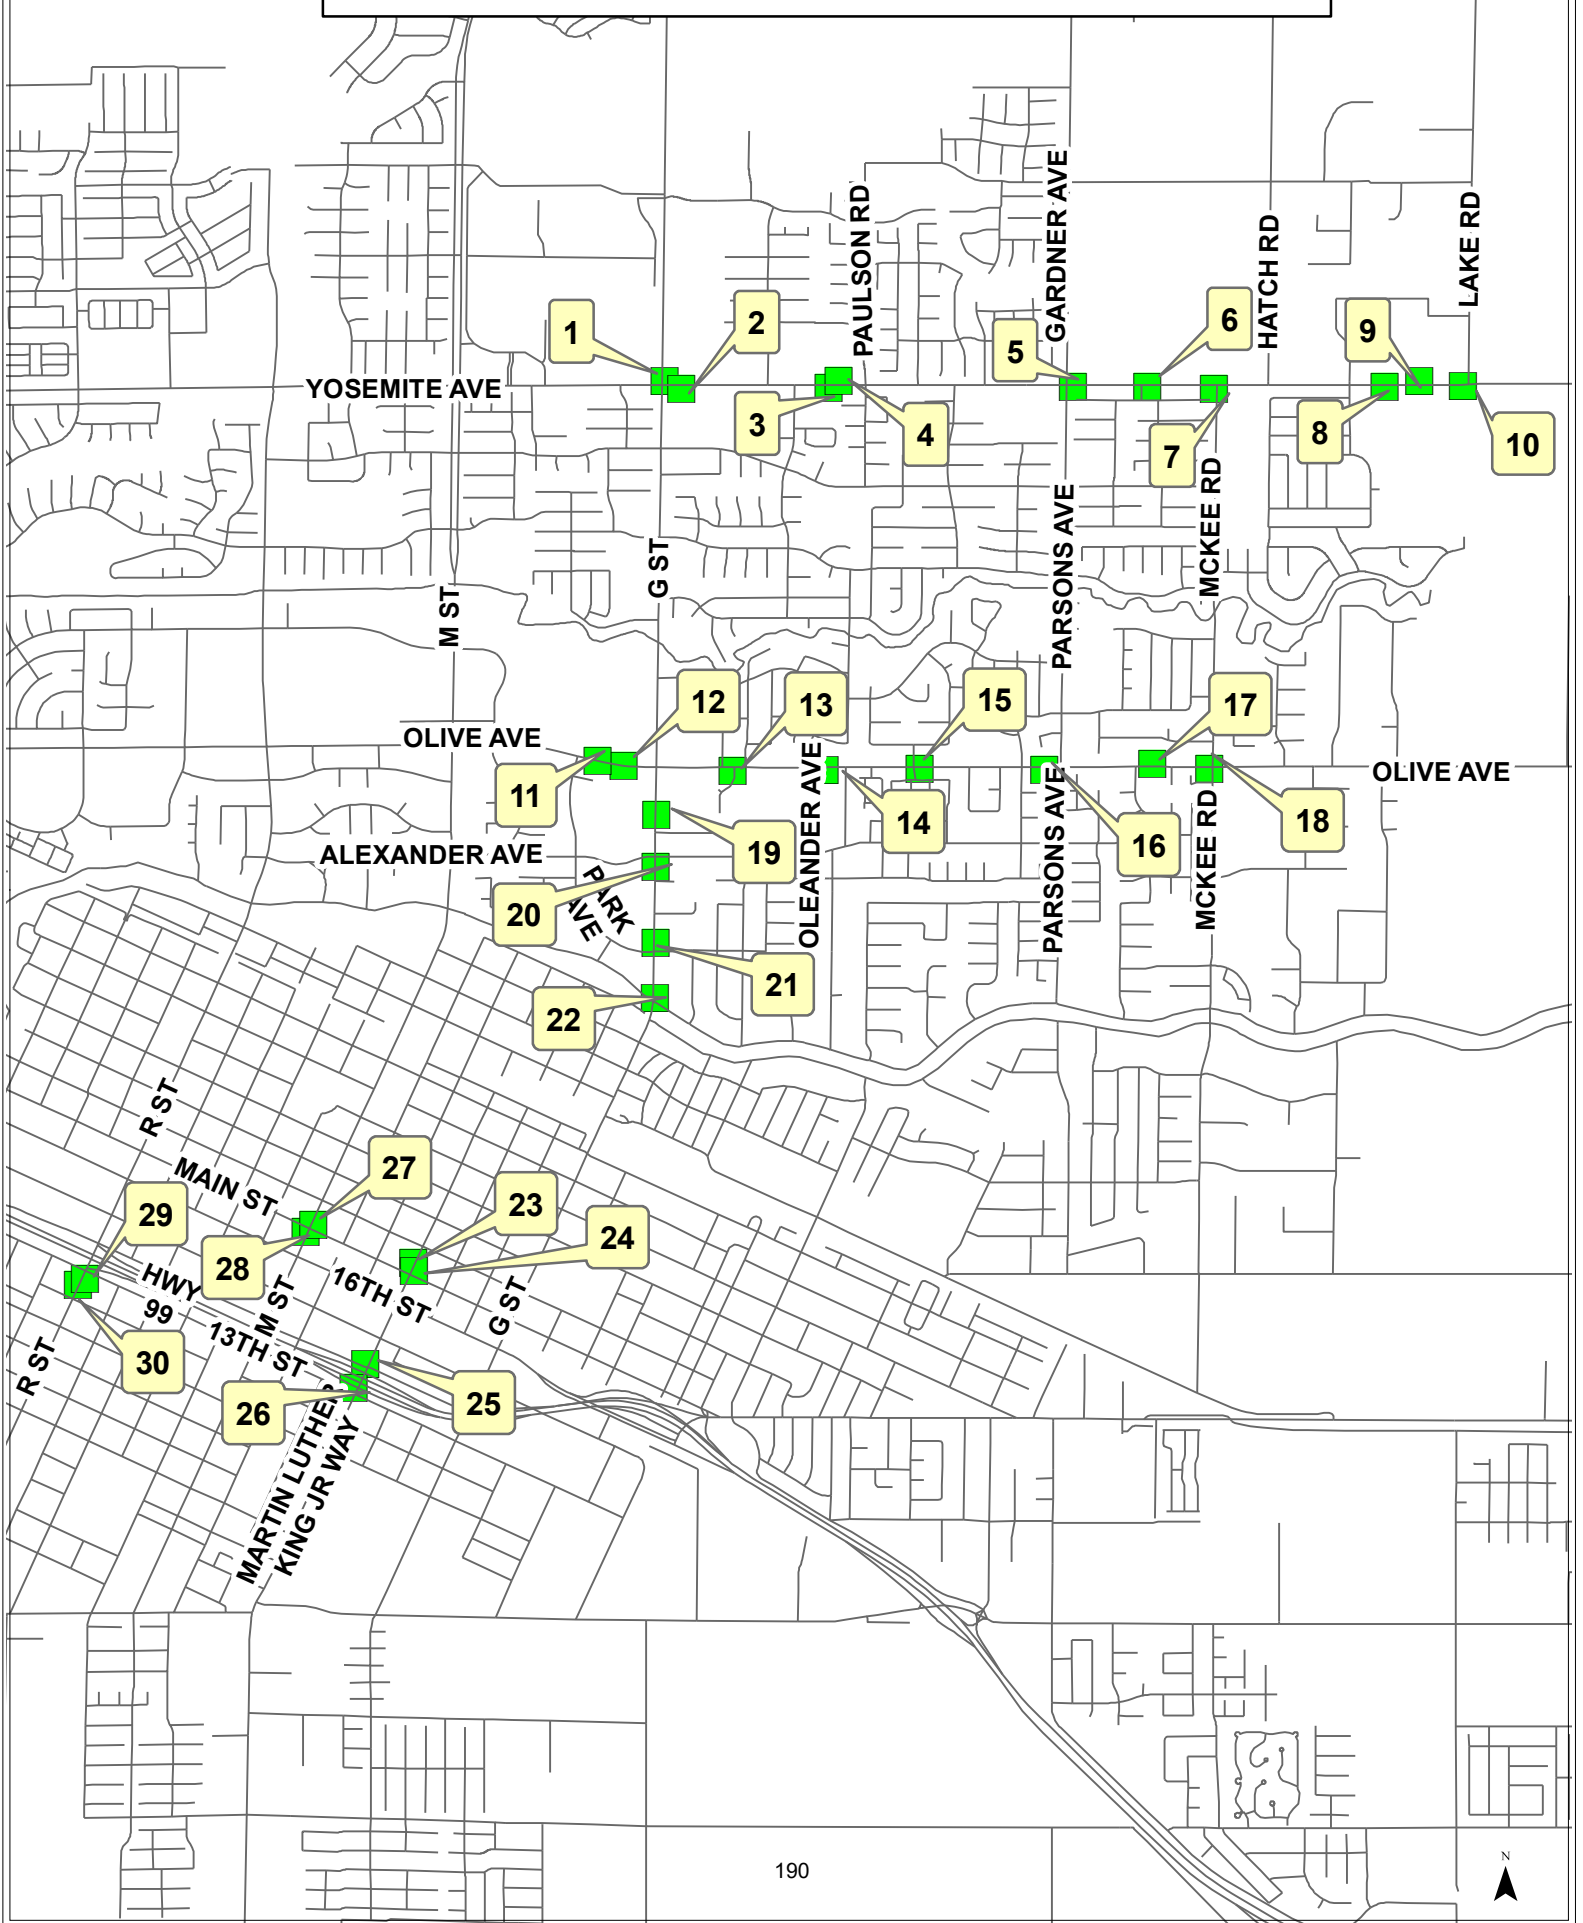 GARDNER AVE
PAULSON RD
LAKE RD
HATCH RD
1
2
6
5
9
YOSEMITE AVE
3
4
7
8
10
PARSONS AVE
MCKEE RD
G ST
M ST
12
13
15
17
OLIVE AVE
11
OLIVE AVE
14
16
18
19
OLEANDER AVE
PARSONS AVE
MCKEE RD
ALEXANDER AVE
20
PARK
AVE
21
22
R ST
27
MAIN ST
29
23
24
28
HWY
99
M ST
16TH ST
G ST
13TH ST
R ST
30
26
25
MARTIN LUTHER
KING JR WAY
190
N